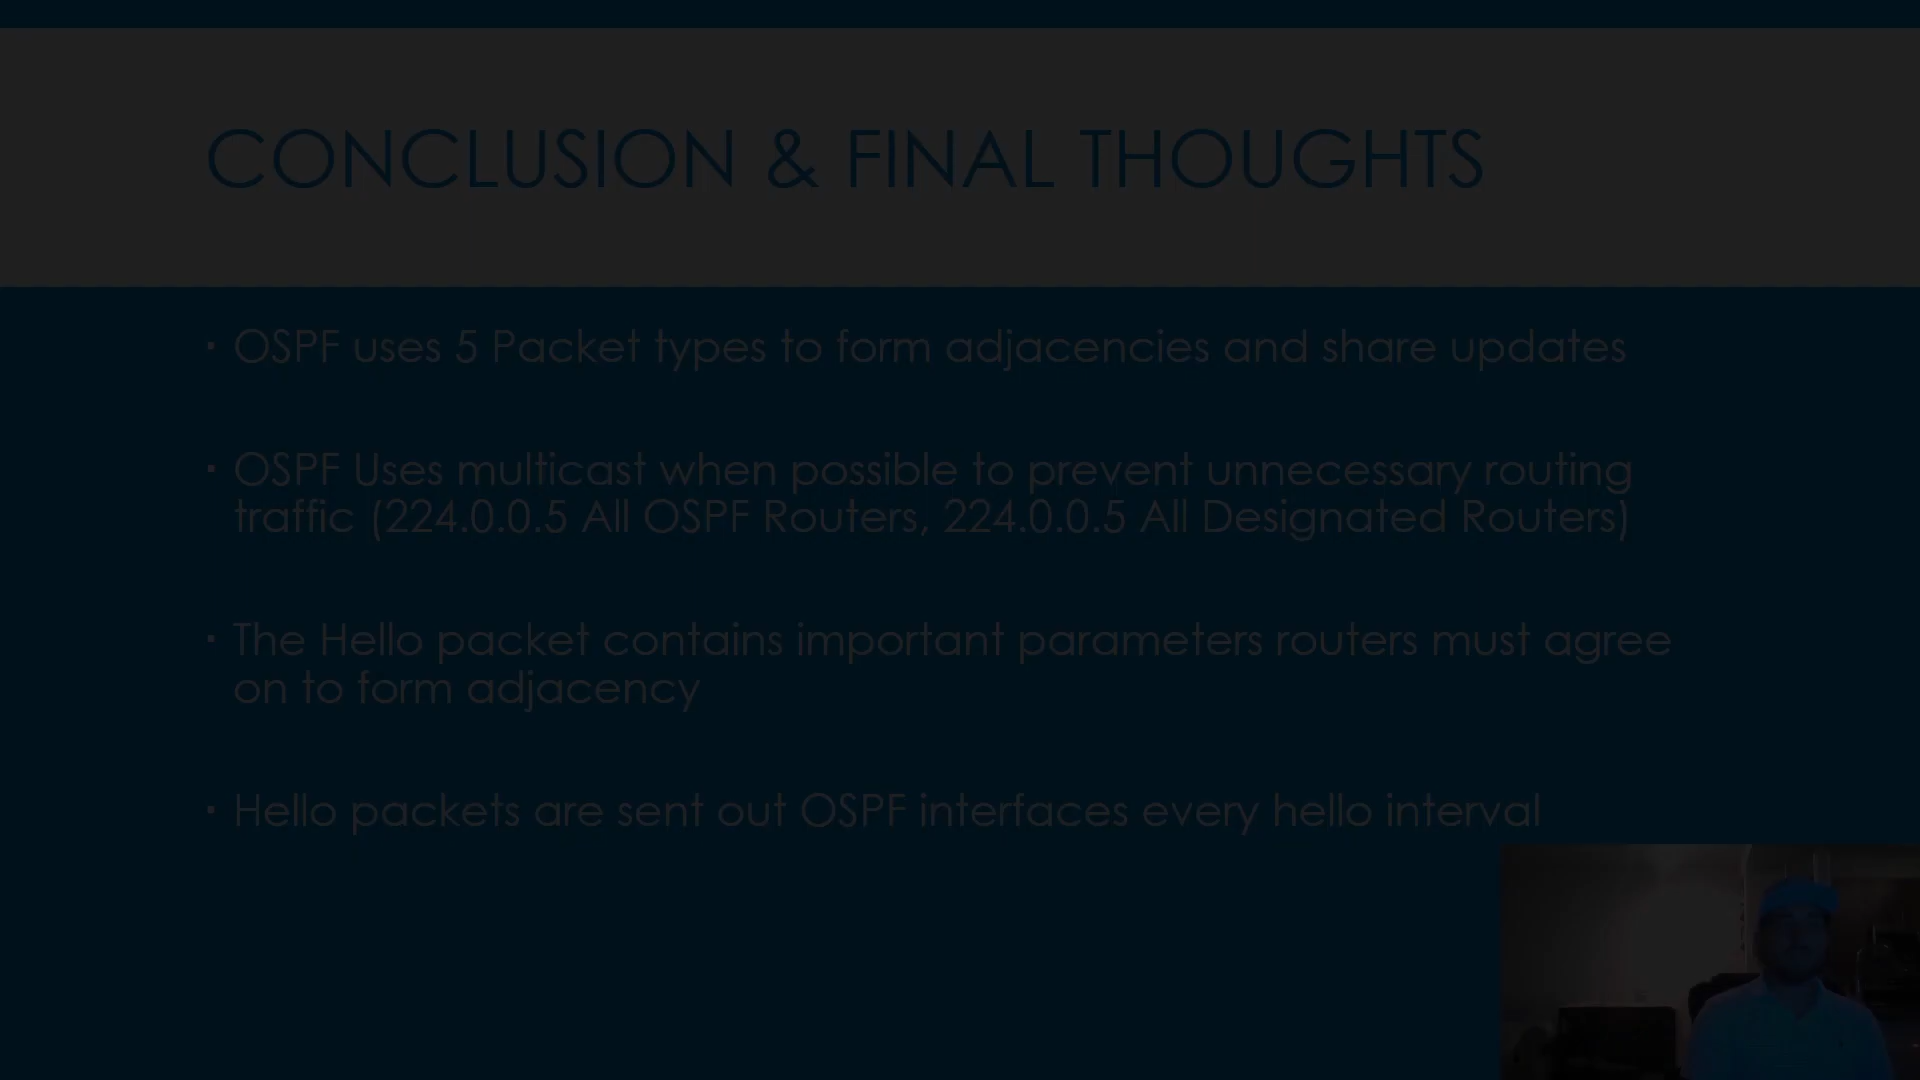 CONCLUSION & FINAL THOUGHTS
▪ OSPF uses 5 Packet types to form adjacencies and share updates
▪ OSPF Uses multicast when possible to prevent unnecessary routing
traffic (224.0.0.5 All OSPF Routers, 224.0.0.5 All Designated Routers)
▪ The Hello packet contains important parameters routers must agree
on to form adjacency
▪ Hello packets are sent out OSPF interfaces every hello interval